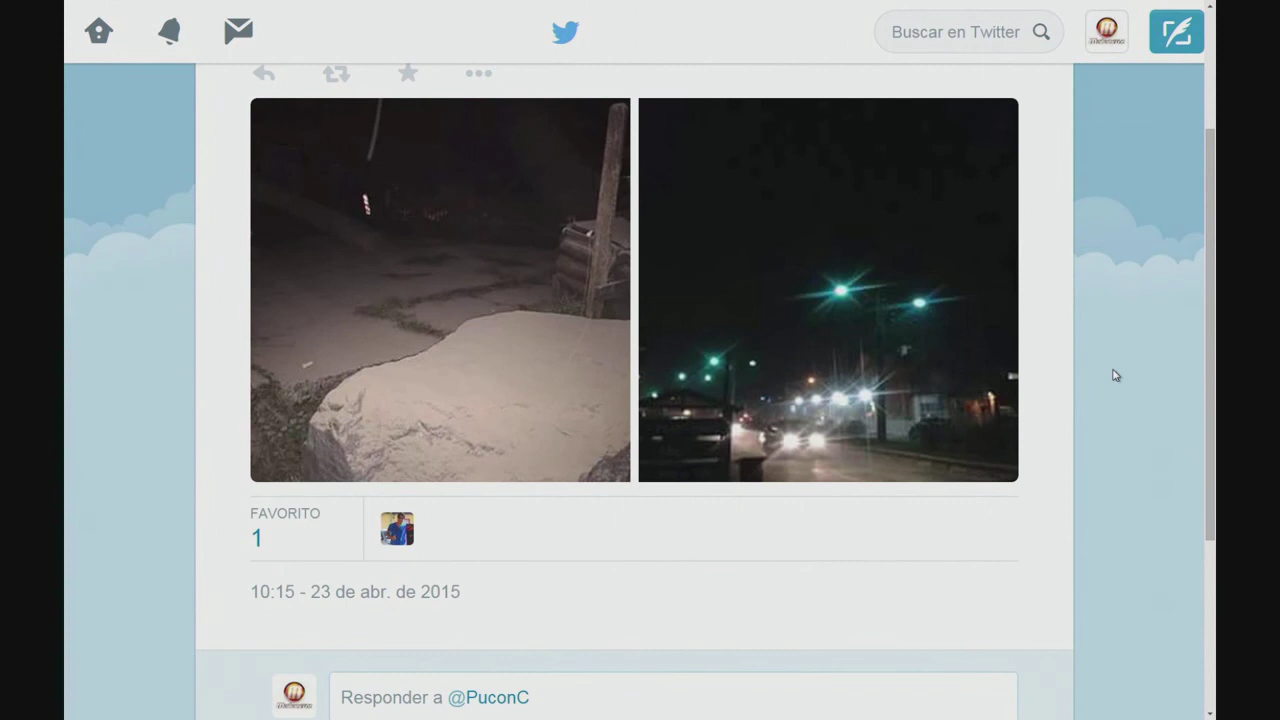 Buscar en Twitter
FAVORITO
1
10:15 - 23 de abr. de 2015
Responder a @PuconC